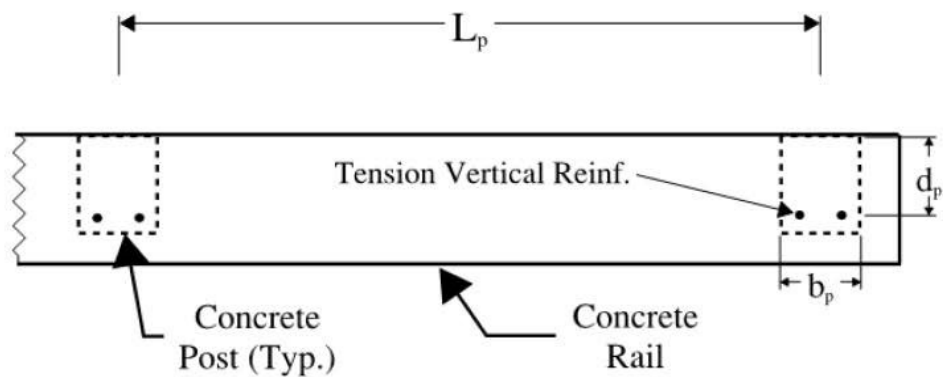 Lp
Tension Vertical Reinf.
dp
bp
Concrete
Post (Typ.)
Concrete
Rail